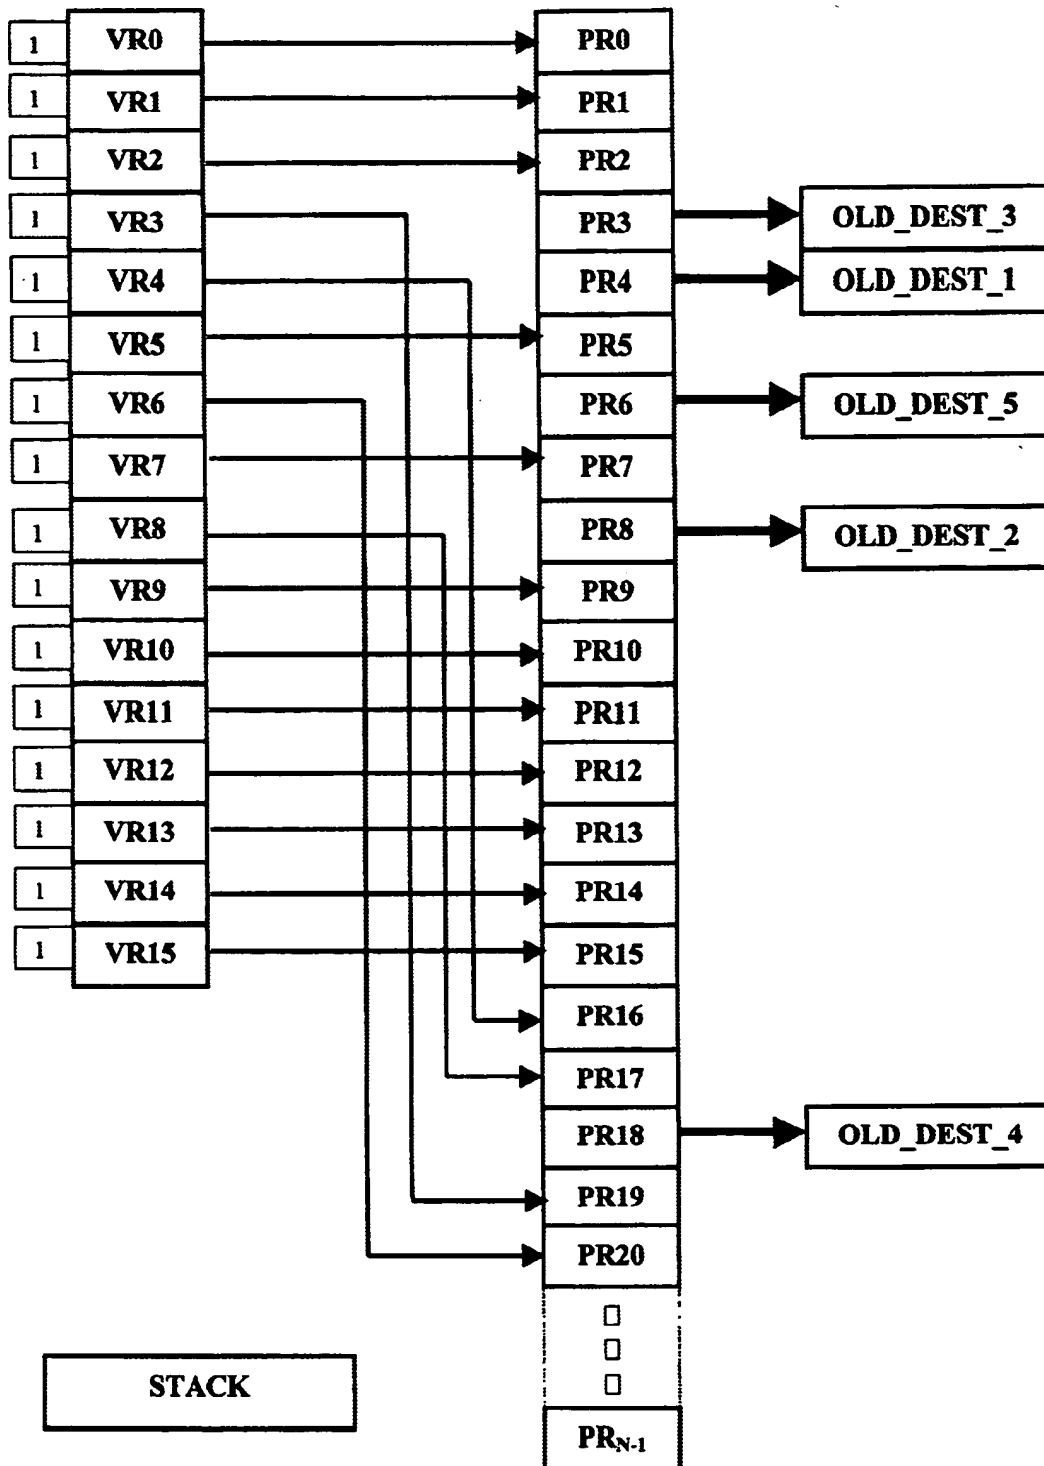 1 VR0 PR0
1 VR1 PR1
1 VR2 PR2
1 VR3 PR3 OLD_DEST_3
1 VR4 PR4 OLD_DEST_1
1 VR5 PR5
1 VR6 PR6 OLD_DEST_5
1 VR7 PR7
1 VR8 PR8 OLD_DEST_2
1 VR9 PR9
1 VR10 PR10
1 VR11 PR11
1 VR12 PR12
1 VR13 PR13
1 VR14 PR14
1 VR15 PR15
PR16
PR17
PR18 OLD_DEST_4
PR19
PR20
STACK
PRN-1